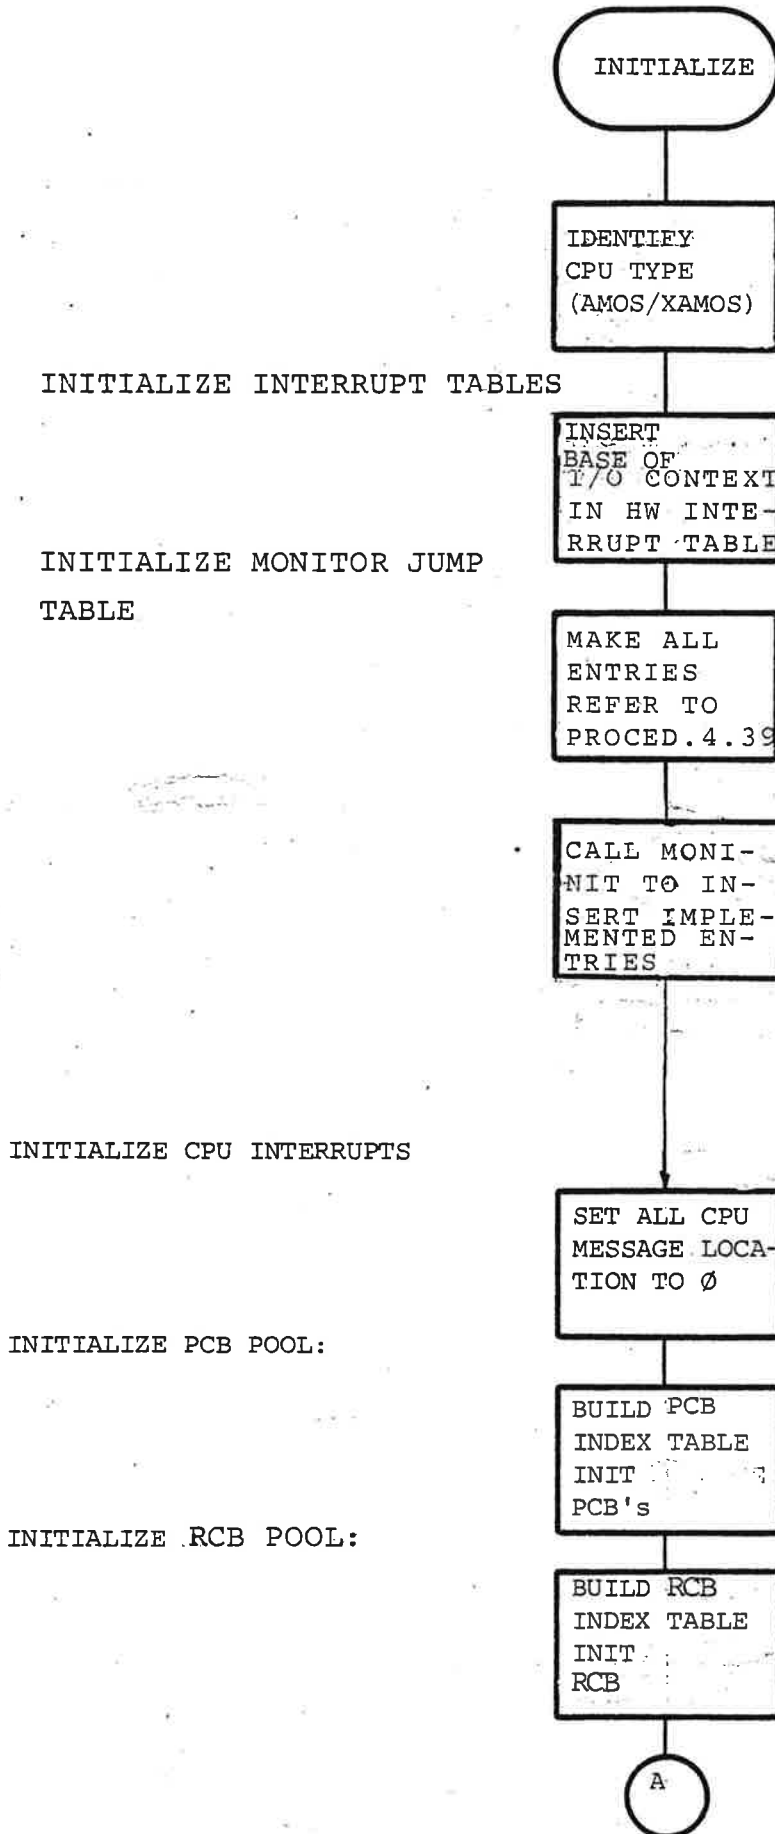 INITIALIZE
IDENTIFY
CPU TYPE
(AMOS/XAMOS)
INITIALIZE INTERRUPT TABLES
INSERT
BASE OF
I/O CONTEXT
IN HW INTE-
RRUPT TABLE
INITIALIZE MONITOR JUMP
TABLE
MAKE ALL
ENTRIES
REFER TO
PROCED.4.39
CALL MONI-
NIT TO IN-
SERT IMPLE-
MENTED EN-
TRIES
INITIALIZE CPU INTERRUPTS
SET ALL CPU
MESSAGE LOCA-
TION TO Ø
INITIALIZE PCB POOL:
BUILD PCB
INDEX TABLE
INIT
PCB's
INITIALIZE RCB POOL:
BUILD RCB
INDEX TABLE
INIT
RCB
A